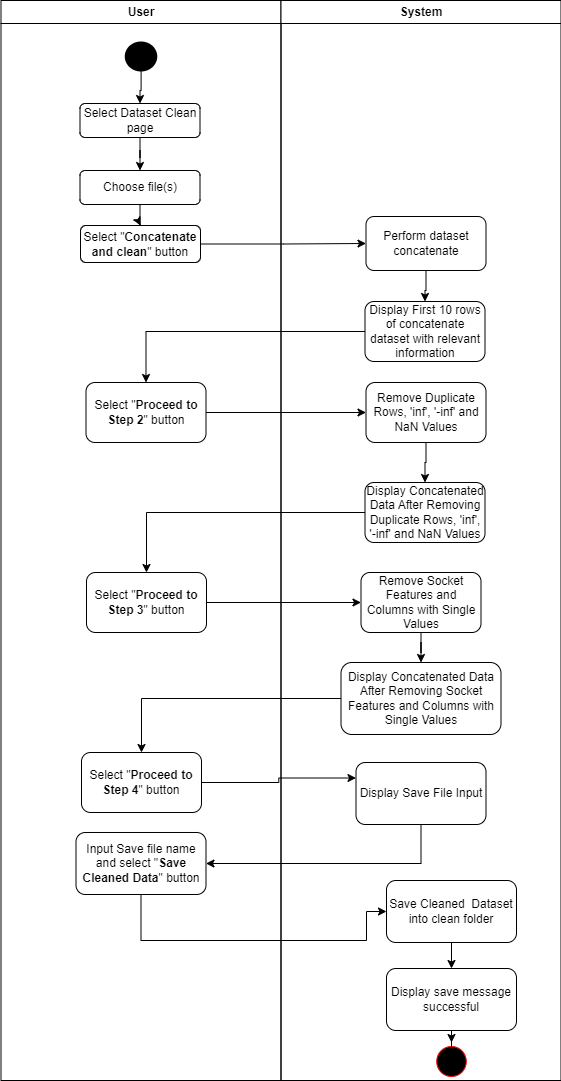 User
System
Select Dataset Clean
page
Choose file(s)
Select "Concatenate
and clean" button
Perform dataset
concatenate
Display First 10 rows
of concatenate
dataset with relevant
information
Select "Proceed to
Step 2" button
Remove Duplicate
Rows, 'inf', '-inf' and
NaN Values
Display Concatenated
Data After Removing
Duplicate Rows, 'inf',
'-inf' and NaN Values
Select "Proceed to
Step 3" button
Remove Socket
Features and
Columns with Single
Values
Display Concatenated Data
After Removing Socket
Features and Columns with
Single Values
Select "Proceed to
Step 4" button
Display Save File Input
Input Save file name
and select "Save
Cleaned Data" button
Save Cleaned  Dataset
into clean folder
Display save message
successful